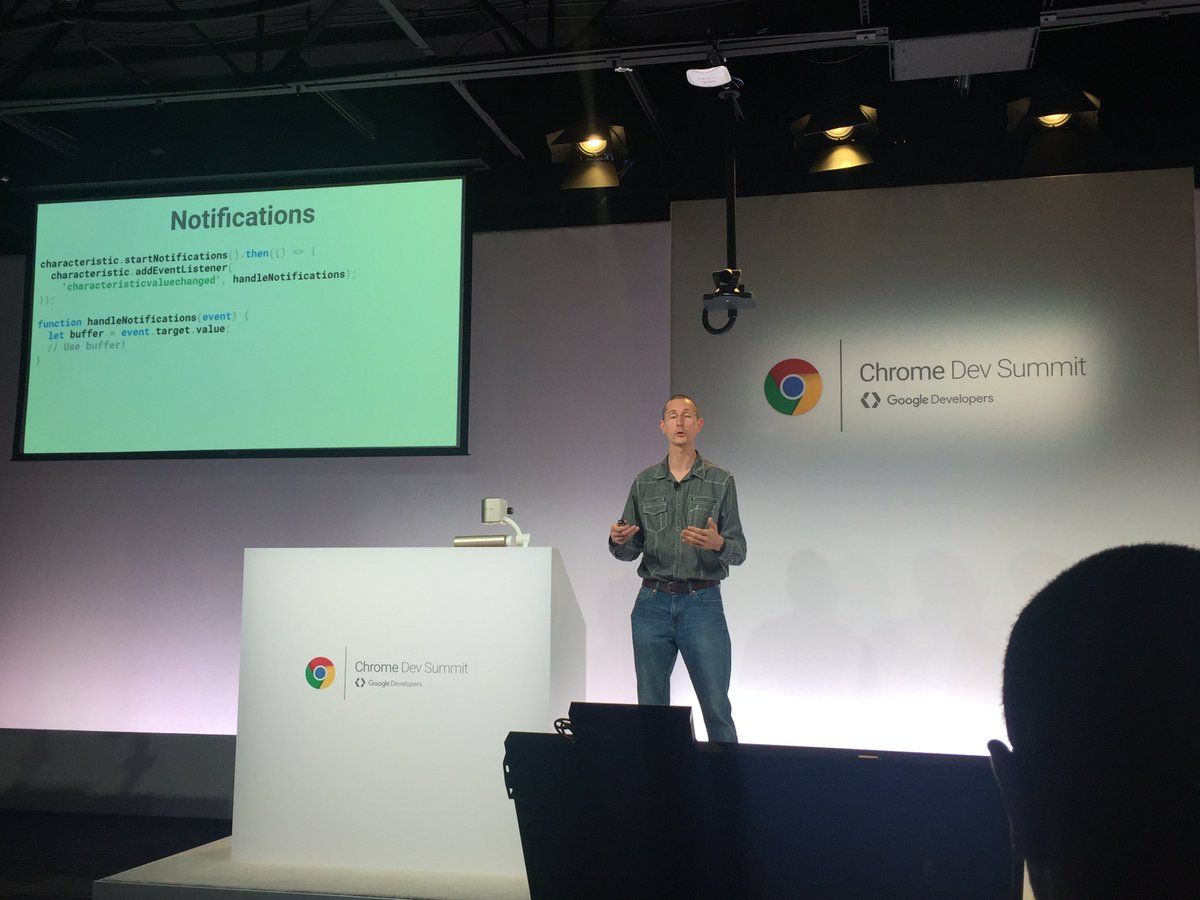 Notifications
characteristic.startNotifications().then(() => {
characteristic.addEventListener(
'characteristicvaluechanged', handleNotifications);
});
function handleNotifications(event) {
let buffer = event.target.value;
// Use buffer!
}
Chrome Dev Summit
Google Developers
Chrome Dev Summit
Google Developers